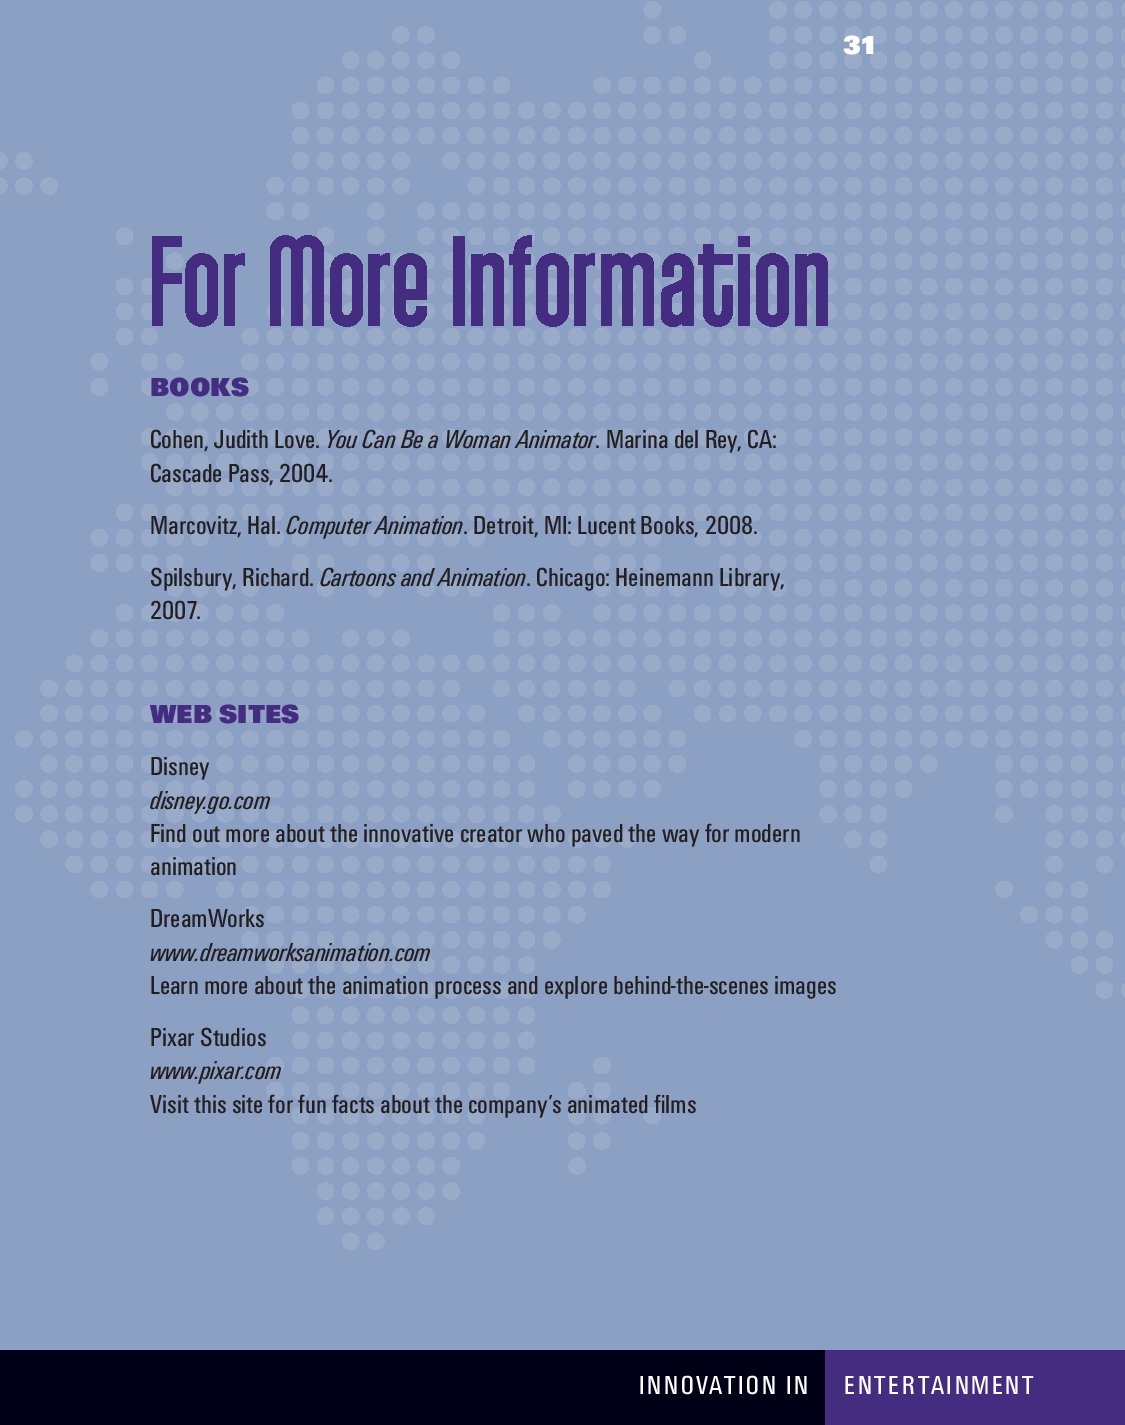 31
For More Information
BOOKS
Cohen, Judith Love. You Can Be a Woman Animator. Marina del Rey, CA:
Cascade Pass, 2004.
Marcovitz, Hal. Computer Animation. Detroit, MI: Lucent Books, 2008.
Spilsbury, Richard. Cartoons and Animation. Chicago: Heinemann Library,
2007.
WEB SITES
Disney
disney.go.com
Find out more about the innovative creator who paved the way for modern
animation
DreamWorks
www.dreamworksanimation.com
Learn more about the animation process and explore behind-the-scenes images
Pixar Studios
www.pixar.com
Visit this site for fun facts about the company's animated films
INNOVATION IN ENTERTAINMENT